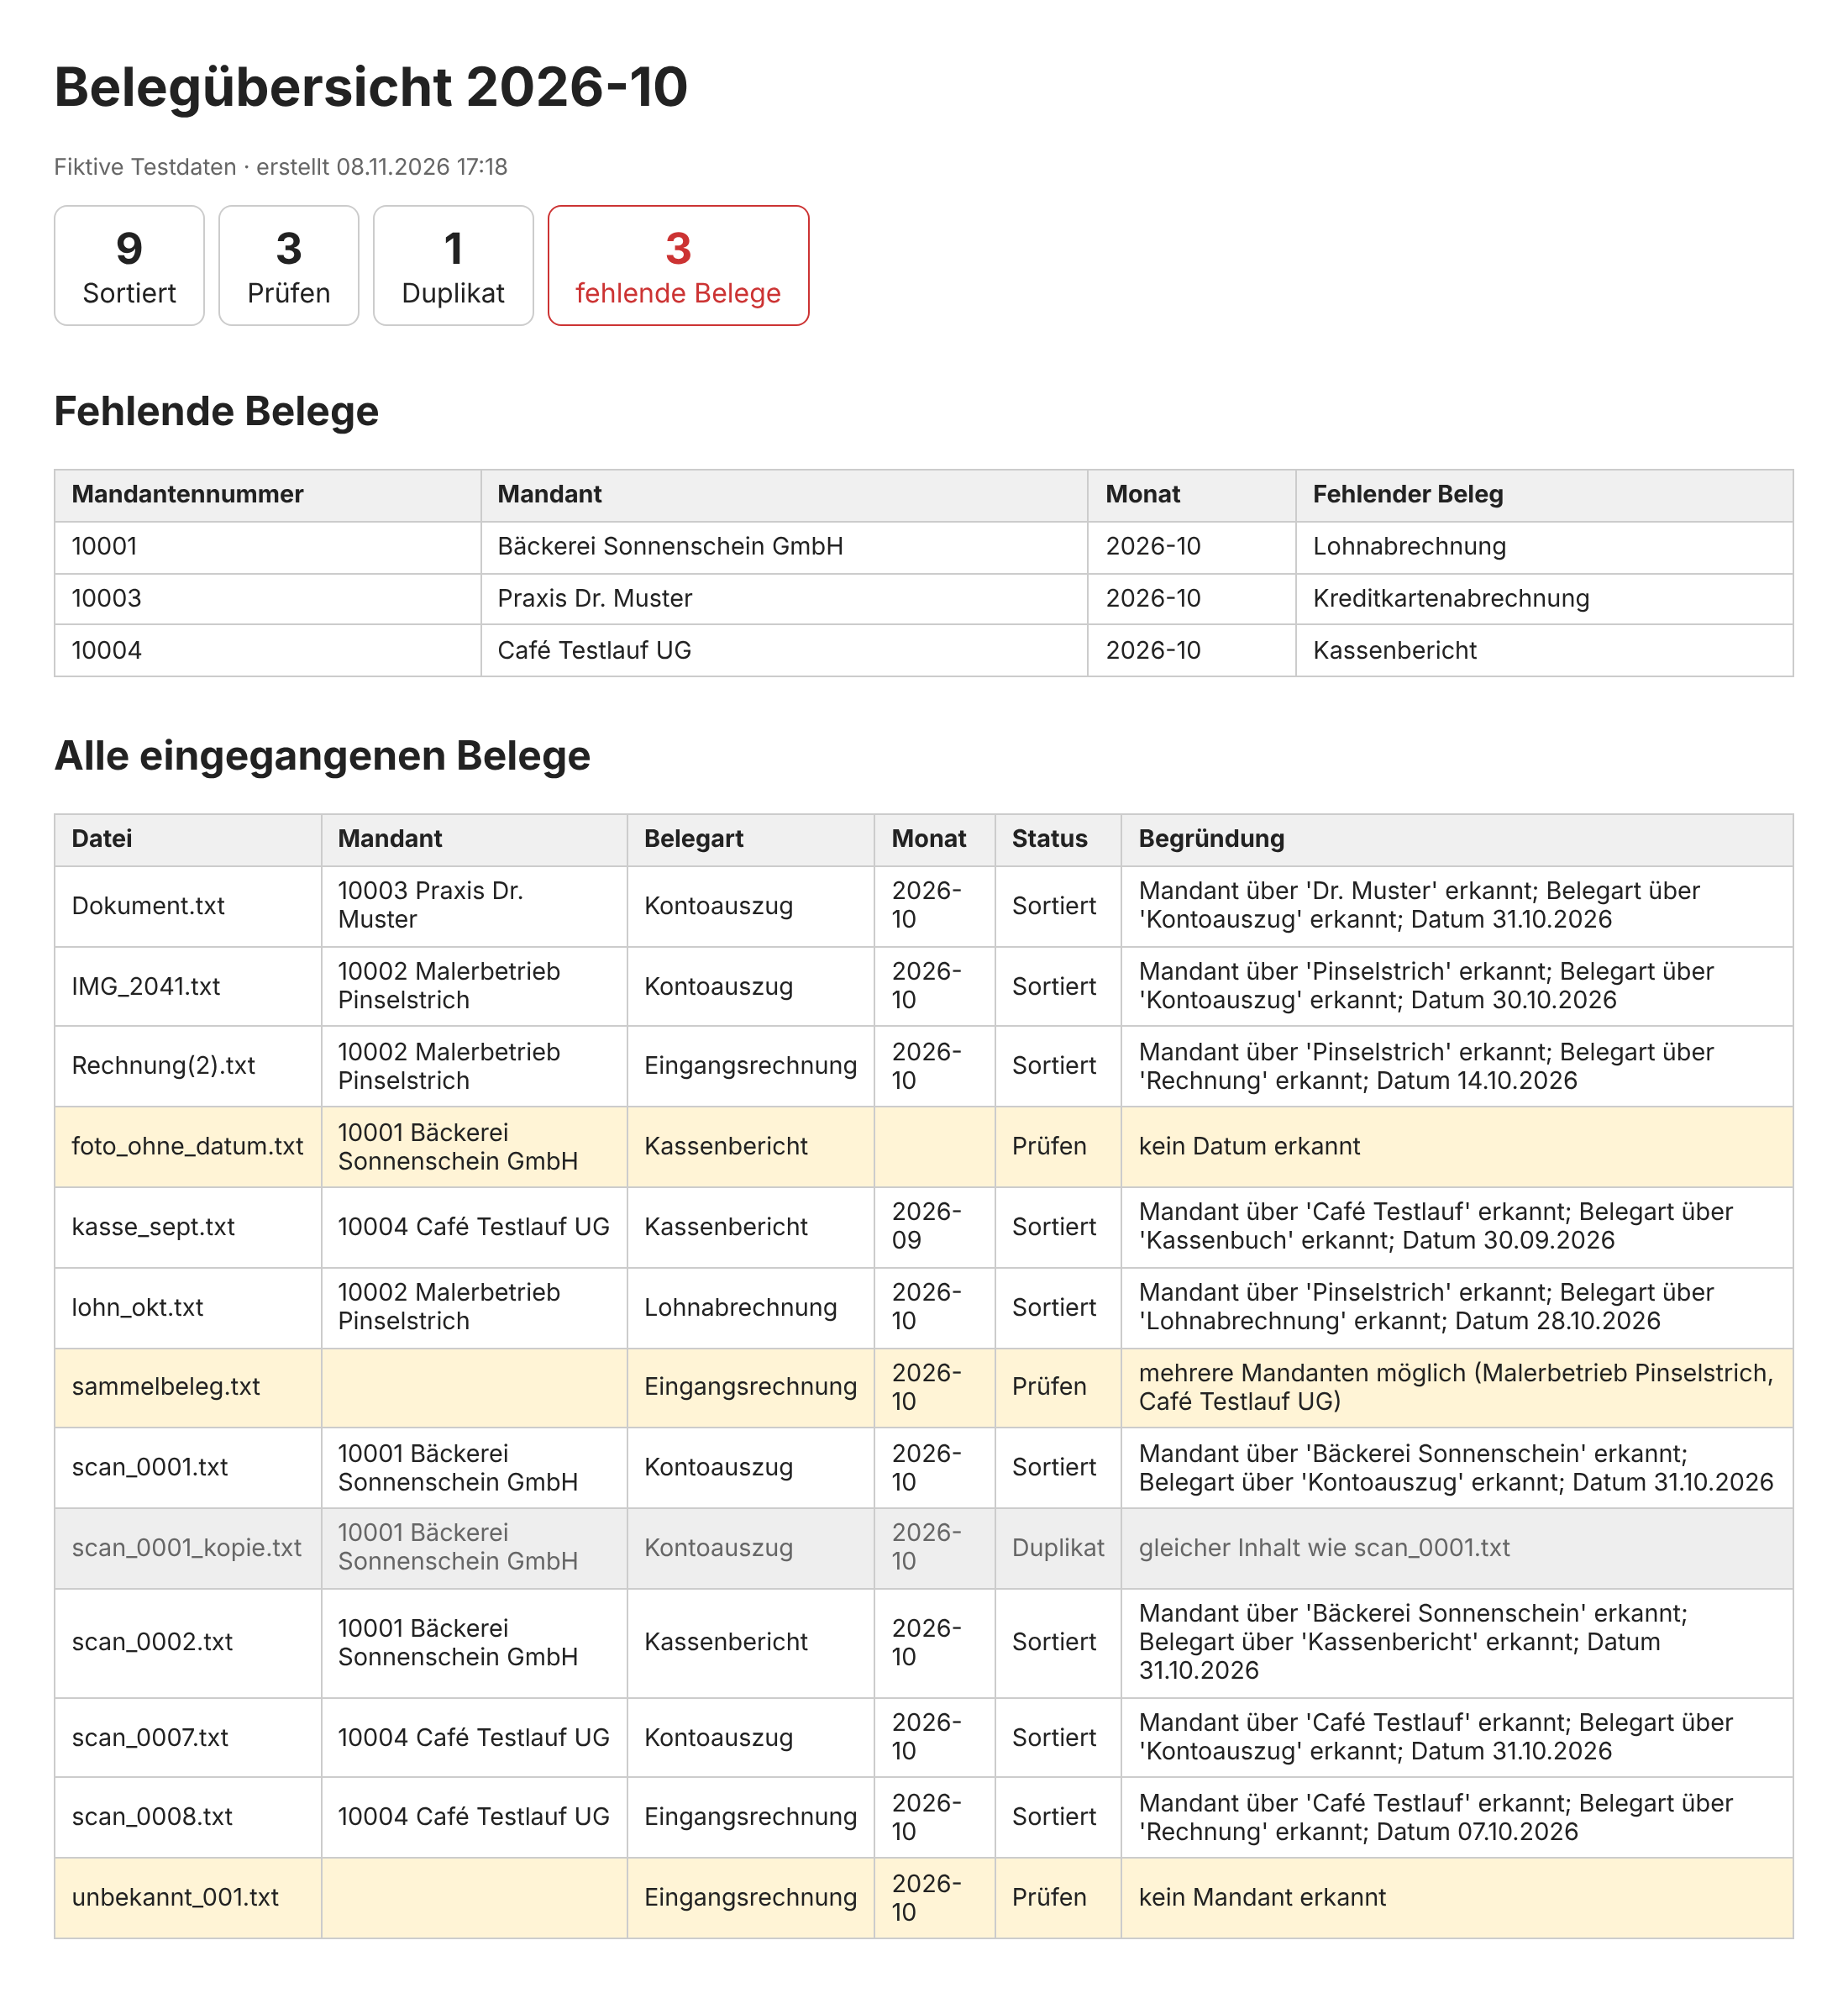 Belegübersicht 2026-10
Fiktive Testdaten · erstellt 08.11.2026 17:18
9 3 1 3
Sortiert Prüfen Duplikat fehlende Belege
Fehlende Belege
Mandantennummer Mandant Monat Fehlender Beleg
10001 Bäckerei Sonnenschein GmbH 2026-10 Lohnabrechnung
10003 Praxis Dr. Muster 2026-10 Kreditkartenabrechnung
10004 Café Testlauf UG 2026-10 Kassenbericht
Alle eingegangenen Belege
Datei Mandant Belegart Monat Status Begründung
Dokument.txt
10003 Praxis Dr.
Muster
Kontoauszug
2026-
10
Sortiert
Mandant über 'Dr. Muster' erkannt; Belegart über
'Kontoauszug' erkannt; Datum 31.10.2026
IMG_2041.txt
10002 Malerbetrieb
Pinselstrich
Kontoauszug
2026-
10
Sortiert
Mandant über 'Pinselstrich' erkannt; Belegart über
'Kontoauszug' erkannt; Datum 30.10.2026
Rechnung(2).txt
10002 Malerbetrieb
Pinselstrich
Eingangsrechnung
2026-
10
Sortiert
Mandant über 'Pinselstrich' erkannt; Belegart über
'Rechnung' erkannt; Datum 14.10.2026
foto_ohne_datum.txt
10001 Bäckerei
Sonnenschein GmbH
Kassenbericht
Prüfen
kein Datum erkannt
kasse_sept.txt
10004 Café Testlauf UG
Kassenbericht
2026-
09
Sortiert
Mandant über 'Café Testlauf' erkannt; Belegart über
'Kassenbuch' erkannt; Datum 30.09.2026
lohn_okt.txt
10002 Malerbetrieb
Pinselstrich
Lohnabrechnung
2026-
10
Sortiert
Mandant über 'Pinselstrich' erkannt; Belegart über
'Lohnabrechnung' erkannt; Datum 28.10.2026
sammelbeleg.txt
Eingangsrechnung
2026-
10
Prüfen
mehrere Mandanten möglich (Malerbetrieb Pinselstrich,
Café Testlauf UG)
scan_0001.txt
10001 Bäckerei
Sonnenschein GmbH
Kontoauszug
2026-
10
Sortiert
Mandant über 'Bäckerei Sonnenschein' erkannt;
Belegart über 'Kontoauszug' erkannt; Datum 31.10.2026
scan_0001_kopie.txt
10001 Bäckerei
Sonnenschein GmbH
Kontoauszug
2026-
10
Duplikat
gleicher Inhalt wie scan_0001.txt
scan_0002.txt
10001 Bäckerei
Sonnenschein GmbH
Kassenbericht
2026-
10
Sortiert
Mandant über 'Bäckerei Sonnenschein' erkannt;
Belegart über 'Kassenbericht' erkannt; Datum
31.10.2026
scan_0007.txt
10004 Café Testlauf UG
Kontoauszug
2026-
10
Sortiert
Mandant über 'Café Testlauf' erkannt; Belegart über
'Kontoauszug' erkannt; Datum 31.10.2026
scan_0008.txt
10004 Café Testlauf UG
Eingangsrechnung
2026-
10
Sortiert
Mandant über 'Café Testlauf' erkannt; Belegart über
'Rechnung' erkannt; Datum 07.10.2026
unbekannt_001.txt
Eingangsrechnung
2026-
10
Prüfen
kein Mandant erkannt